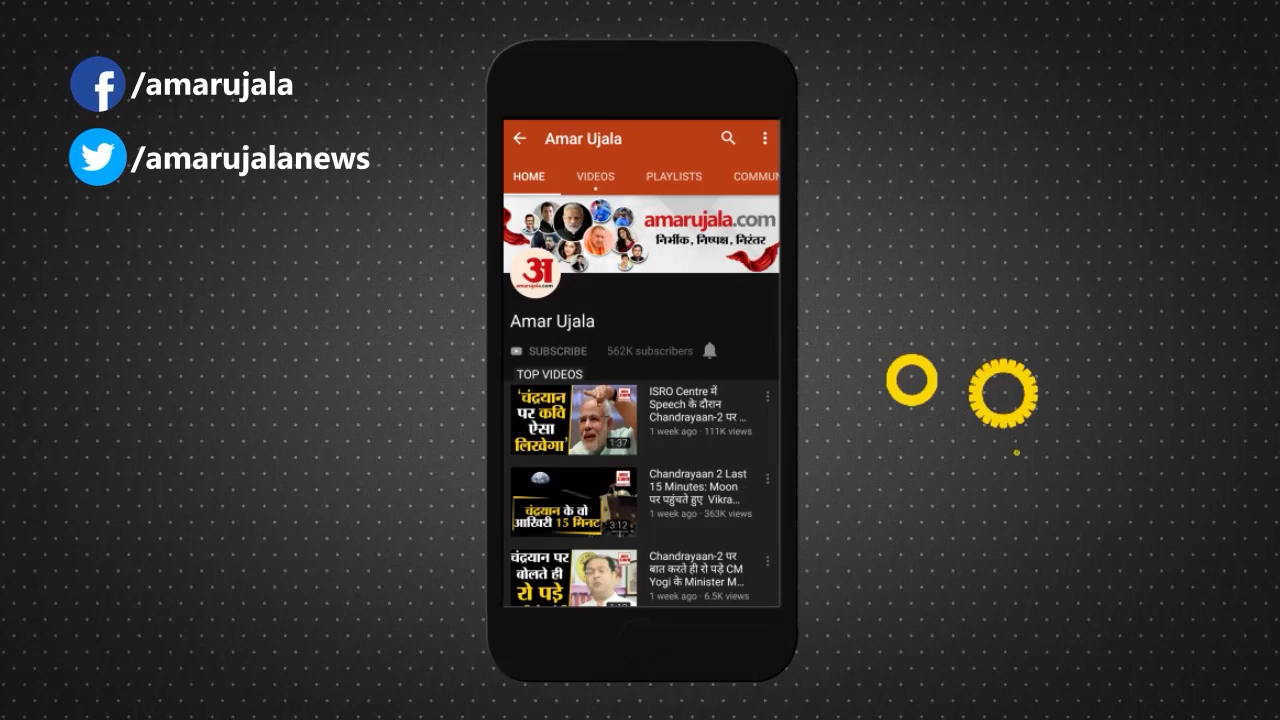 /amarujala
/amarujalanews
Amar Ujala
HOME VIDEOS PLAYLISTS COMMUN
amarujala.com
निर्भीक, निष्पक्ष, निरंतर
अ
amarujala.com
Amar Ujala
SUBSCRIBE 562K subscribers
TOP VIDEOS
'चंद्रयान
पर कवि
ऐसा
लिखेगा'
1:37
ISRO Centre में
Speech के दौरान
Chandrayaan-2 पर ...
1 week ago · 111K views
चंद्रयान के वो
आखिरी 15 मिनट
3:12
Chandrayaan 2 Last
15 Minutes: Moon
पर पहुंचते हुए Vikra...
1 week ago · 363K views
चंद्रयान पर
बोलते ही
रो पड़े
Chandrayaan-2 पर
बात करते ही रो पड़े CM
Yogi के Minister M...
1 week ago · 6.5K views